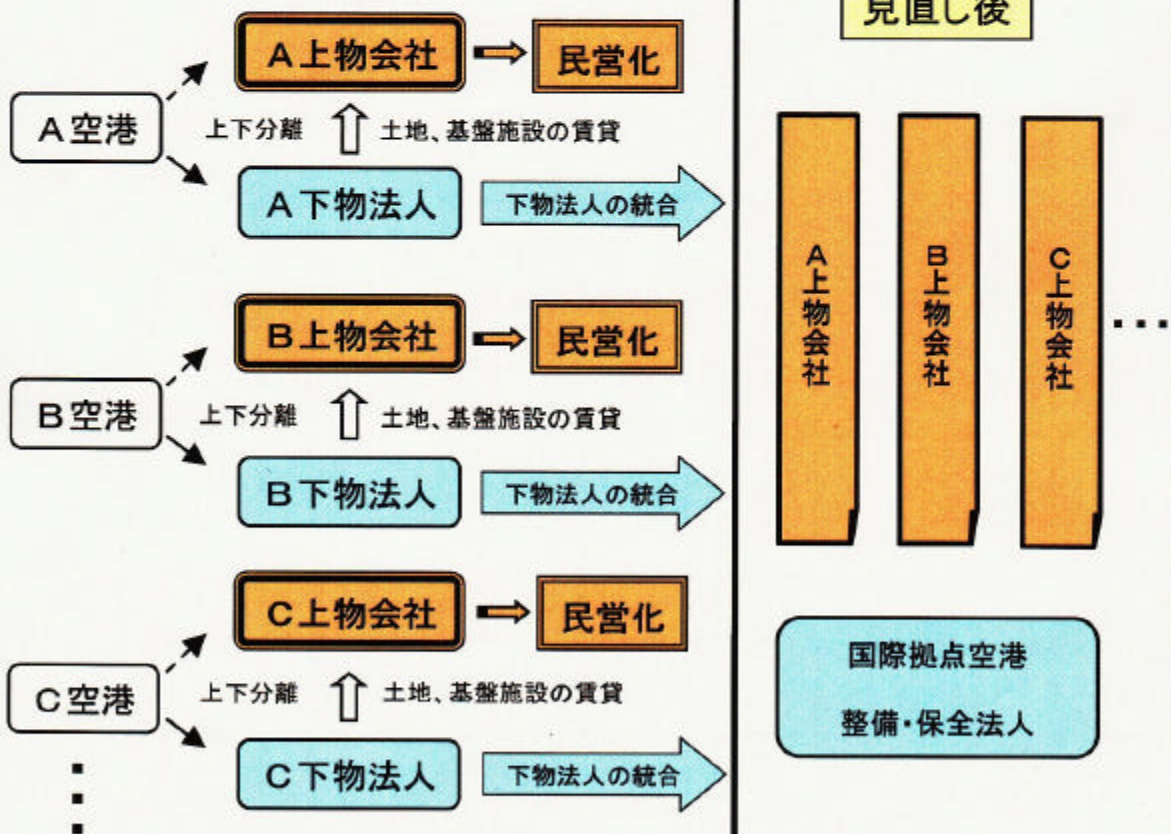 見直し後
A上物会社
民営化
A空港
上下分離
土地、基盤施設の賃貸
A下物法人
下物法人の統合
B上物会社
民営化
B空港
上下分離
土地、基盤施設の賃貸
B下物法人
下物法人の統合
C上物会社
民営化
C空港
上下分離
土地、基盤施設の賃貸
C下物法人
下物法人の統合
A上物会社
B上物会社
C上物会社
国際拠点空港
整備・保全法人